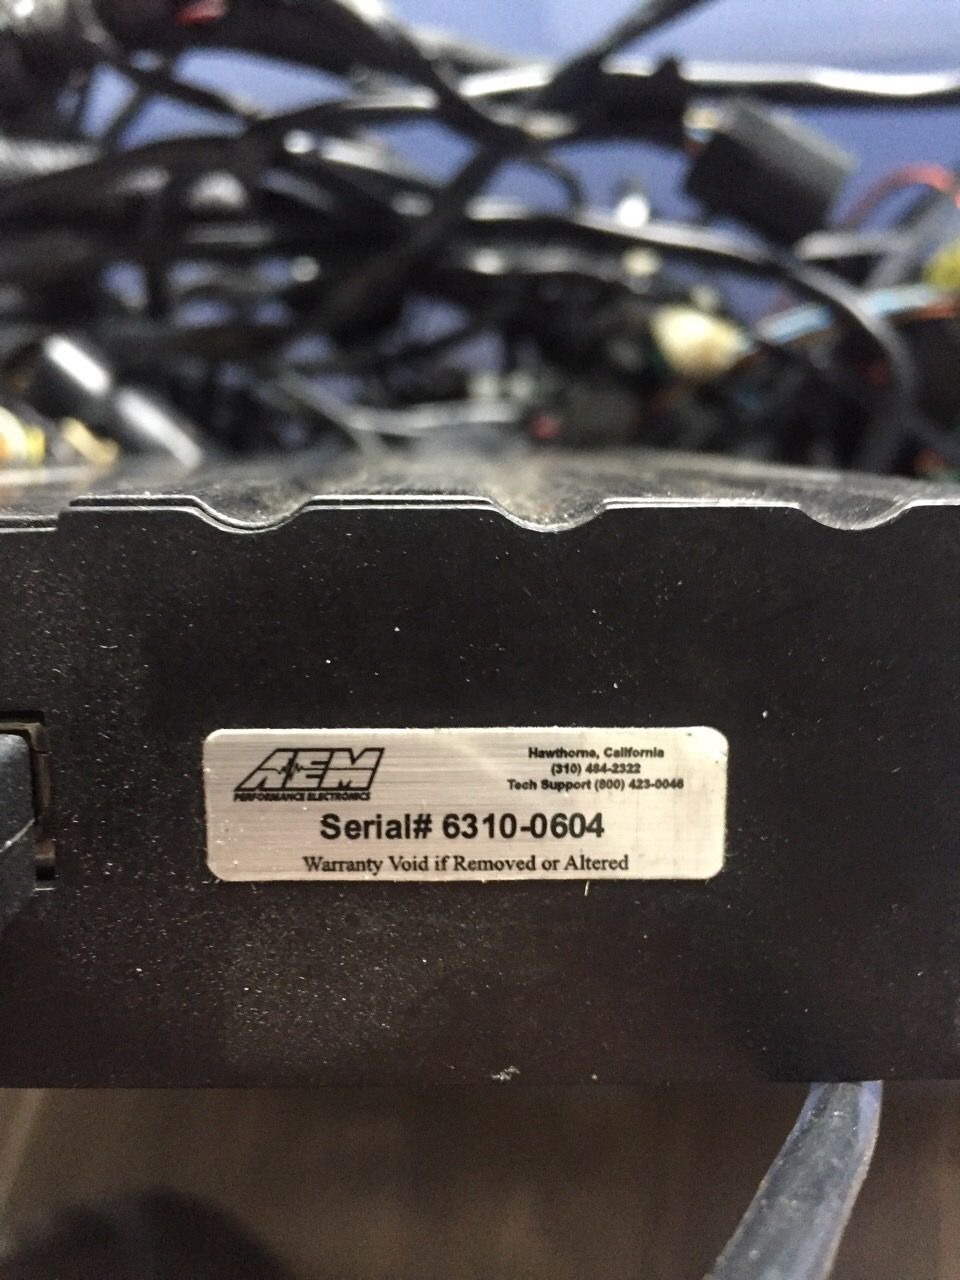 AEM
PERFORMANCE ELECTRONICS
Hawthorne, California
(310) 484-2322
Tech Support (800) 423-0046
Serial# 6310-0604
Warranty Void if Removed or Altered